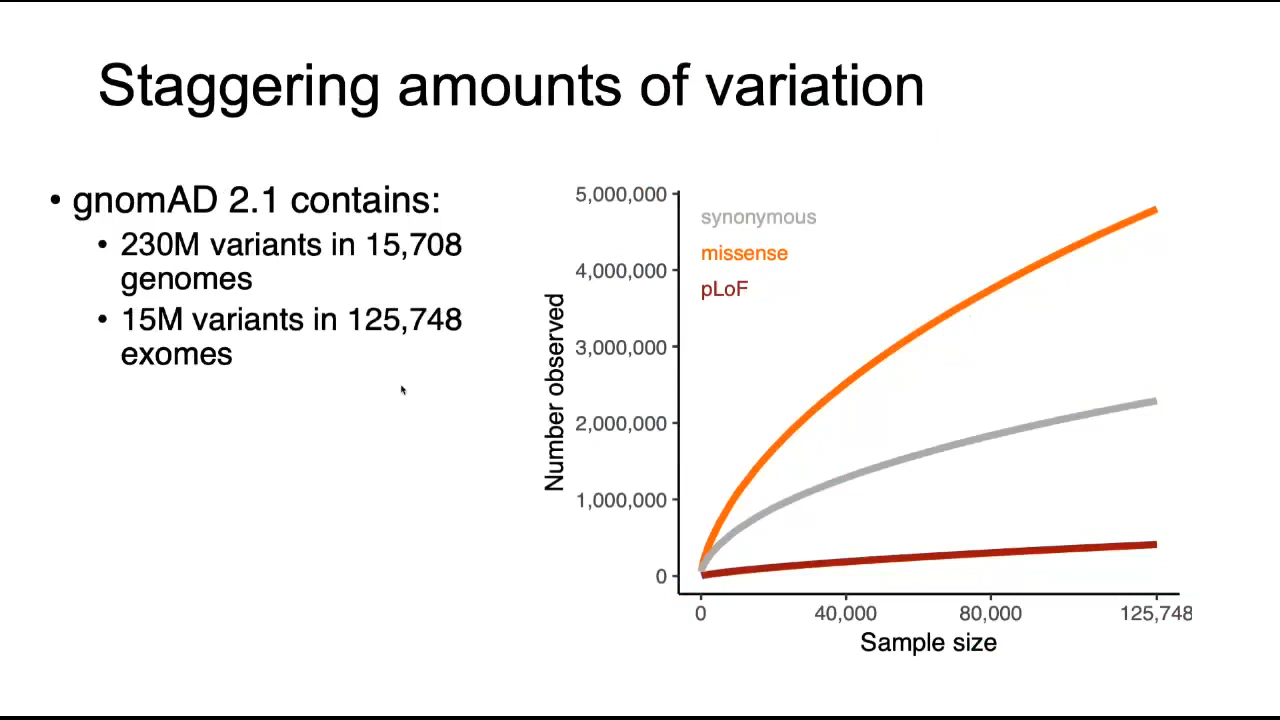 Staggering amounts of variation
• gnomAD 2.1 contains:
• 230M variants in 15,708
genomes
• 15M variants in 125,748
exomes
5,000,000
4,000,000
3,000,000
2,000,000
1,000,000
0
Number observed
synonymous
missense
pLoF
0 40,000 80,000 125,748
Sample size